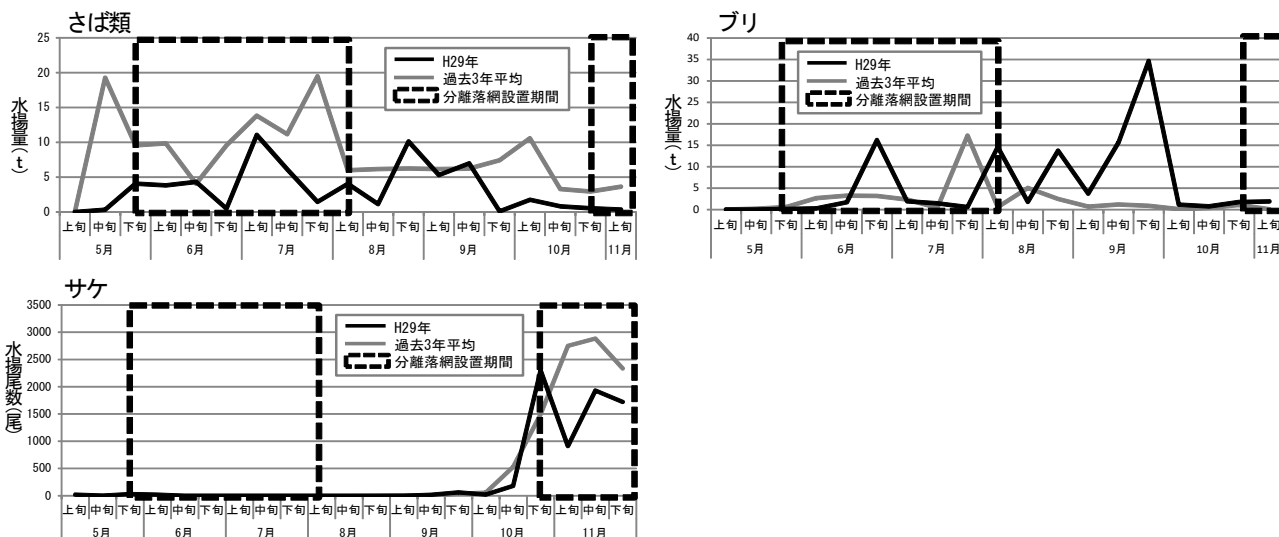 さば類
25
20
15
10
5
0
水揚量(t)
H29年
過去3年平均
分離落網設置期間
上旬 中旬 下旬 上旬 中旬 下旬 上旬 中旬 下旬 上旬 中旬 下旬 上旬 中旬 下旬 上旬 中旬 下旬 上旬
5月 6月 7月 8月 9月 10月 11月
ブリ
40
35
30
25
20
15
10
5
0
水揚量(t)
H29年
過去3年平均
分離落網設置期間
上旬 中旬 下旬 上旬 中旬 下旬 上旬 中旬 下旬 上旬 中旬 下旬 上旬 中旬 下旬 上旬 中旬 下旬 上旬
5月 6月 7月 8月 9月 10月 11月
サケ
3500
3000
2500
2000
1500
1000
500
0
水揚尾数(尾)
H29年
過去3年平均
分離落網設置期間
上旬 中旬 下旬 上旬 中旬 下旬 上旬 中旬 下旬 上旬 中旬 下旬 上旬 中旬 下旬 上旬 中旬 下旬 上旬 中旬 下旬
5月 6月 7月 8月 9月 10月 11月